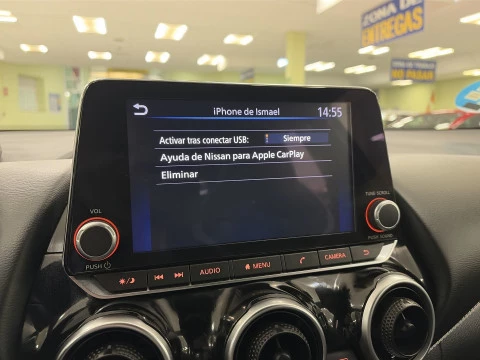 ZONA DE
ENTREGAS
NO PASAR
iPhone de Ismael
14:55
Activar tras conectar USB: Siempre
Ayuda de Nissan para Apple CarPlay
Eliminar
VOL
PUSH
TUNE·SCROLL
PUSH SOUND
AUDIO
MENU
CAMERA